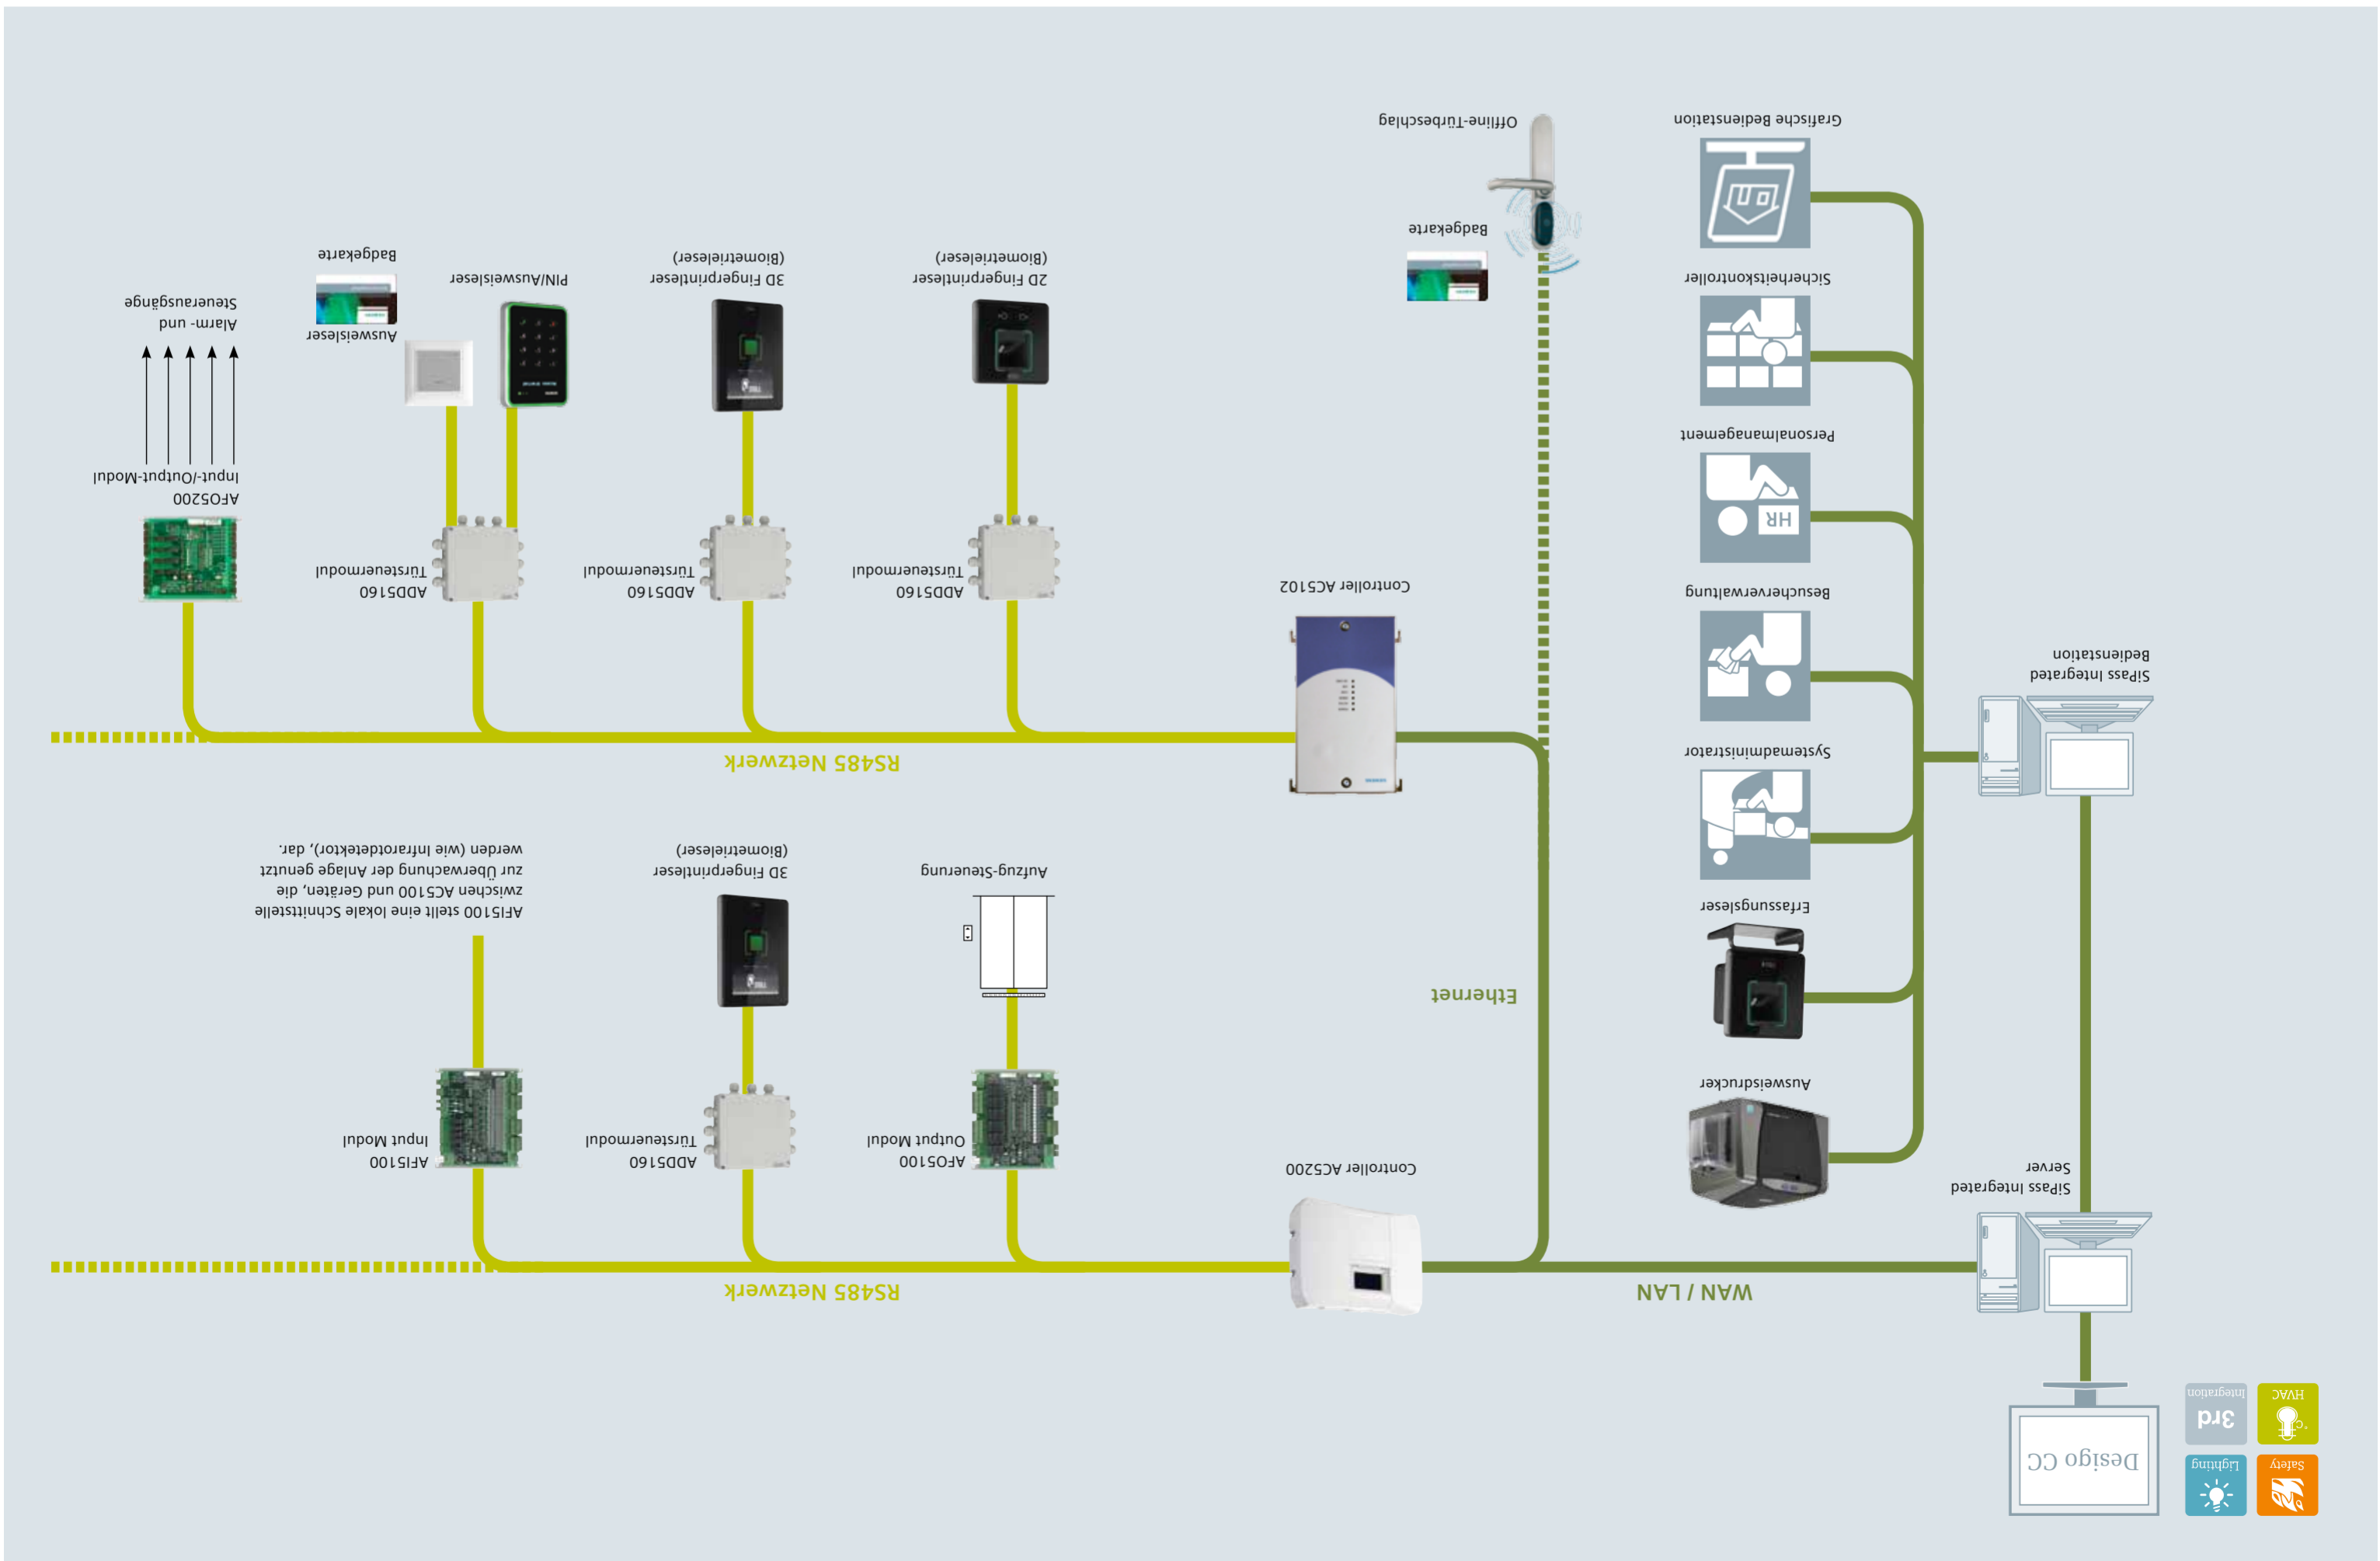 Safety
Lighting
HVAC
3rd
Integration
Desigo CC
SiPass Integrated
Server
WAN / LAN
Controller AC5200
RS485 Netzwerk
AFO5100
Output Modul
ADD5160
Türsteuermodul
AFI5100
Input Modul
Ausweisdrucker
Ethernet
Aufzug-Steuerung
3D Fingerprintleser
(Biometrieleser)
AFI5100 stellt eine lokale Schnittstelle
zwischen AC5100 und Geräten, die
zur Überwachung der Anlage genutzt
werden (wie Infrarotdetektor), dar.
Erfassungsleser
SiPass Integrated
Bedienstation
Systemadministrator
RS485 Netzwerk
Controller AC5102
Besucherverwaltung
ADD5160
Türsteuermodul
ADD5160
Türsteuermodul
ADD5160
Türsteuermodul
AFO5200
Input-/Output-Modul
HR
Personalmanagement
Sicherheitskontroller
Badgekarte
Offline-Türbeschlag
2D Fingerprintleser
(Biometrieleser)
3D Fingerprintleser
(Biometrieleser)
PIN/Ausweisleser
Ausweisleser
Badgekarte
Alarm- und
Steuerausgänge
Grafische Bedienstation